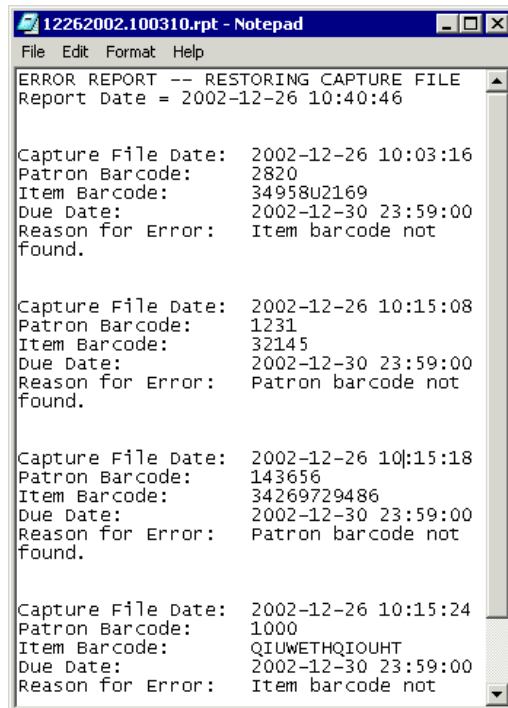 12262002.100310.rpt - Notepad
File Edit Format Help
ERROR REPORT -- RESTORING CAPTURE FILE
Report Date = 2002-12-26 10:40:46
Capture File Date: 2002-12-26 10:03:16
Patron Barcode: 2820
Item Barcode: 34958U2169
Due Date: 2002-12-30 23:59:00
Reason for Error: Item barcode not
found.
Capture File Date: 2002-12-26 10:15:08
Patron Barcode: 1231
Item Barcode: 32145
Due Date: 2002-12-30 23:59:00
Reason for Error: Patron barcode not
found.
Capture File Date: 2002-12-26 10:15:18
Patron Barcode: 143656
Item Barcode: 34269729486
Due Date: 2002-12-30 23:59:00
Reason for Error: Patron barcode not
found.
Capture File Date: 2002-12-26 10:15:24
Patron Barcode: 1000
Item Barcode: QIUWETHQIOUHT
Due Date: 2002-12-30 23:59:00
Reason for Error: Item barcode not